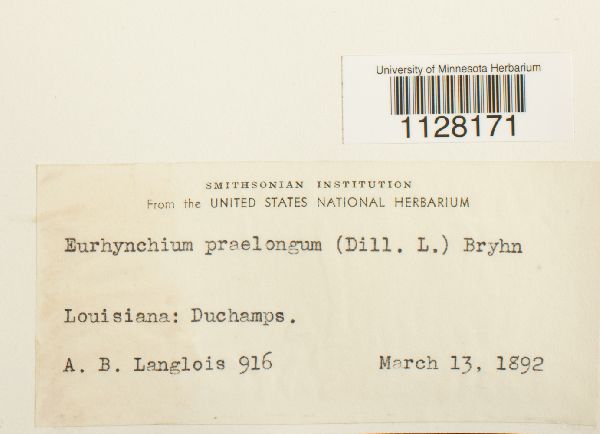 University of Minnesota Herbarium
1128171
SMITHSONIAN INSTITUTION
From the UNITED STATES NATIONAL HERBARIUM
Eurhynchium praelongum (Dill. L.) Bryhn
Louisiana: Duchamps.
A. B. Langlois 916 March 13, 1892